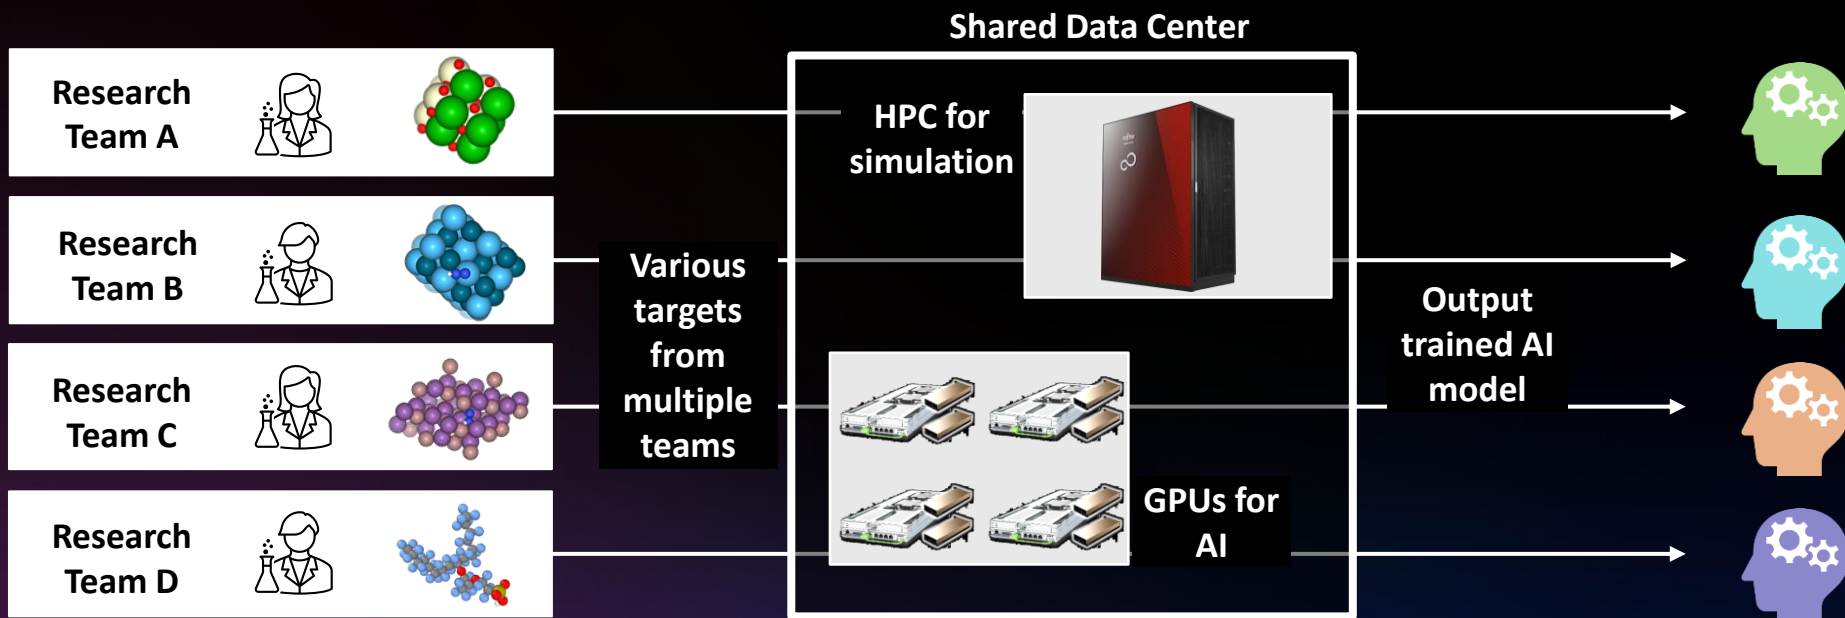 Shared Data Center
Research
Team A
HPC for
simulation
Research
Team B
Various
targets
from
multiple
teams
Output
trained AI
model
Research
Team C
GPUs for
AI
Research
Team D